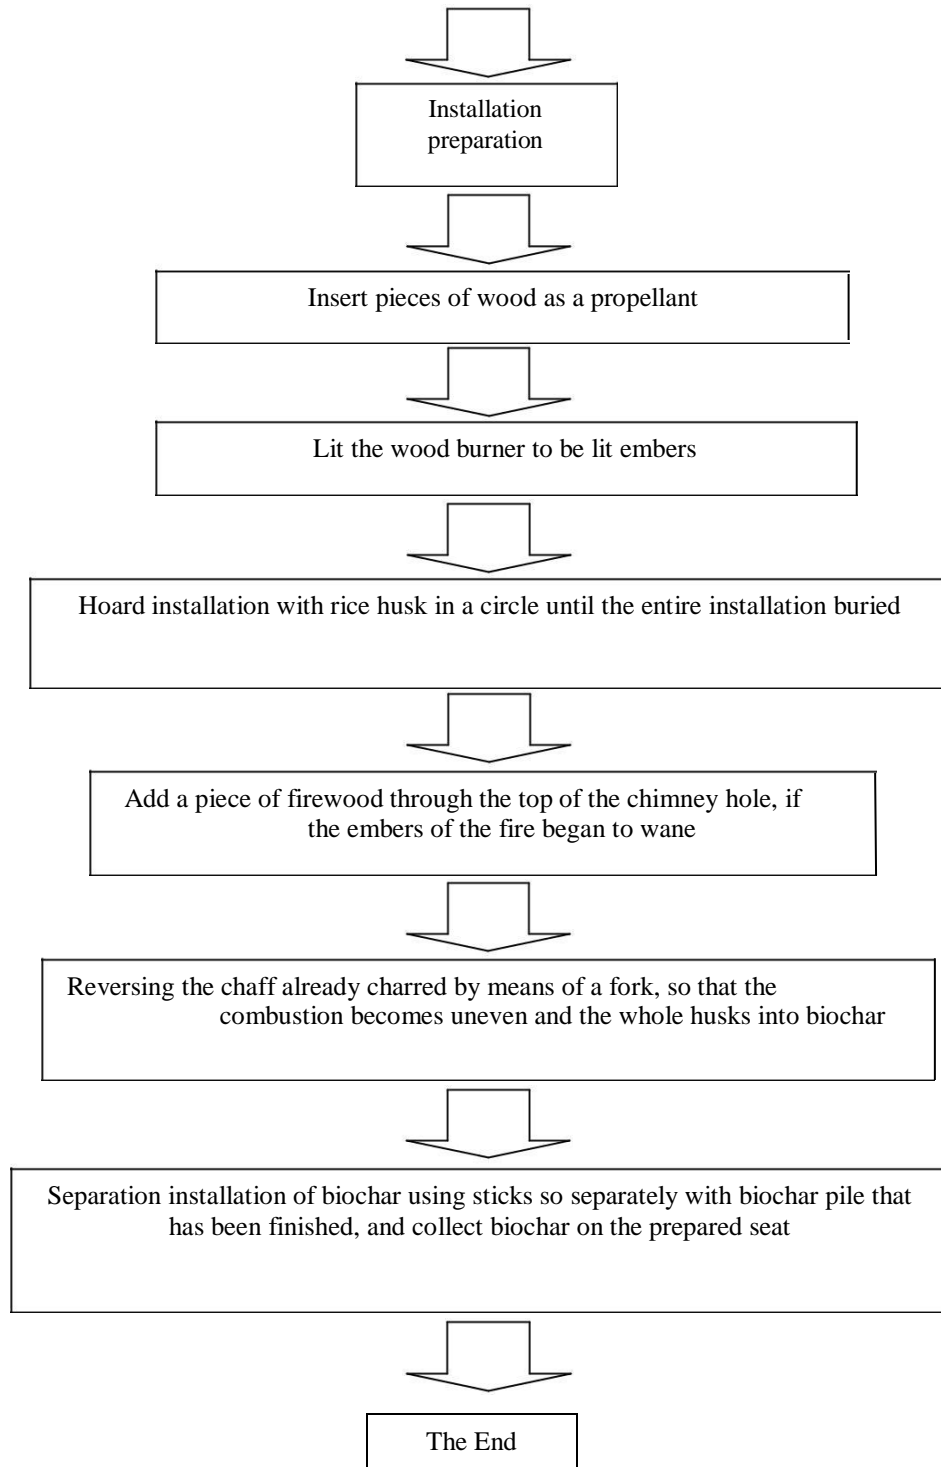 Installation
preparation
Insert pieces of wood as a propellant
Lit the wood burner to be lit embers
Hoard installation with rice husk in a circle until the entire installation buried
Add a piece of firewood through the top of the chimney hole, if
the embers of the fire began to wane
Reversing the chaff already charred by means of a fork, so that the
combustion becomes uneven and the whole husks into biochar
Separation installation of biochar using sticks so separately with biochar pile that
has been finished, and collect biochar on the prepared seat
The End